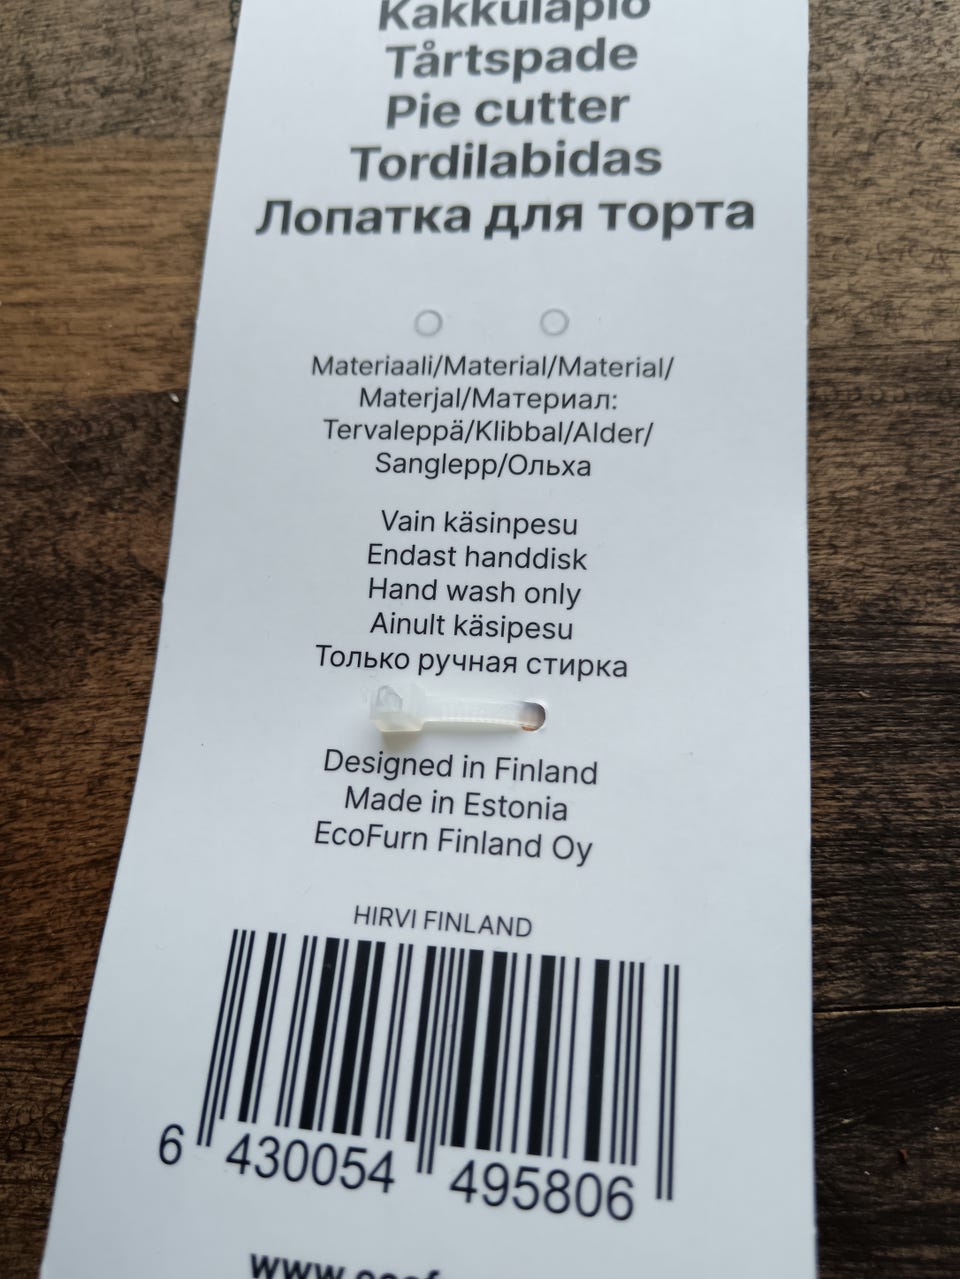 Kakkulapio
Tårtspade
Pie cutter
Tordilabidas
Лопатка для торта
Materiaali/Material/Material/
Materjal/Материал:
Tervaleppä/Klibbal/Alder/
Sanglepp/Ольха
Vain käsinpesu
Endast handdisk
Hand wash only
Ainult käsipesu
Только ручная стирка
Designed in Finland
Made in Estonia
EcoFurn Finland Oy
HIRVI FINLAND
6 430054 495806